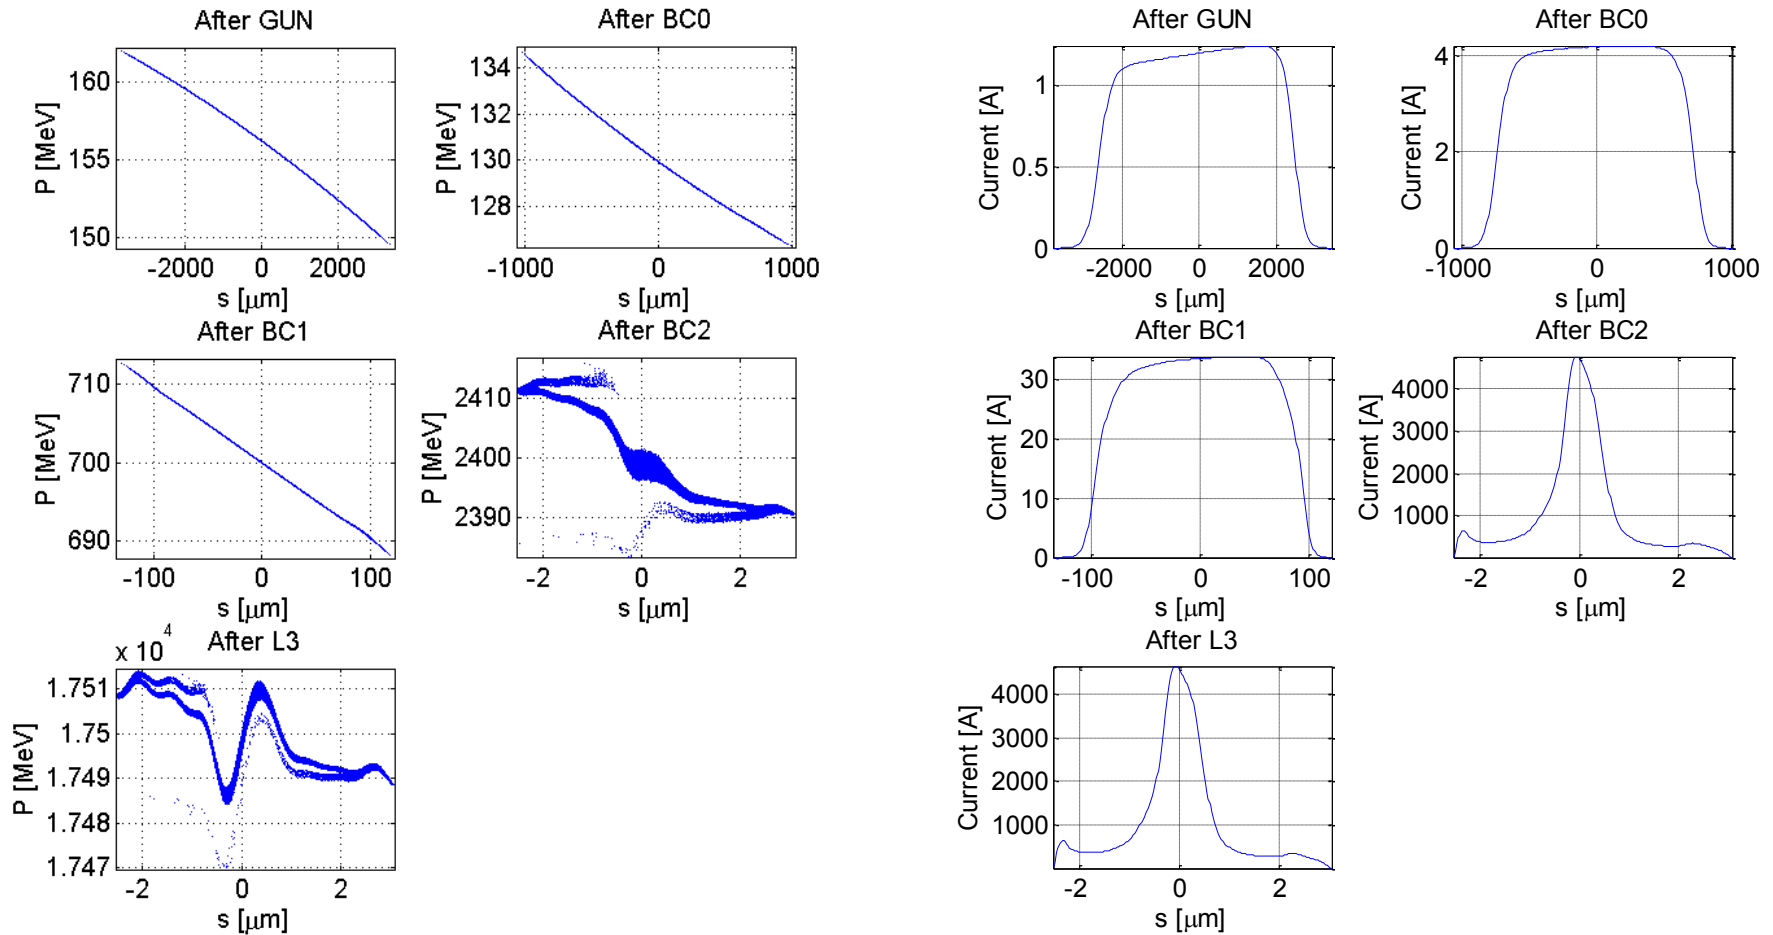 After GUN
P [MeV]
160
155
150
-2000 0 2000
s [μm]
After BC0
P [MeV]
134
132
130
128
-1000 0 1000
s [μm]
After GUN
Current [A]
1
0.5
0
-2000 0 2000
s [μm]
After BC0
Current [A]
4
2
0
-1000 0 1000
s [μm]
After BC1
P [MeV]
710
700
690
-100 0 100
s [μm]
After BC2
P [MeV]
2410
2400
2390
-2 0 2
s [μm]
After BC1
Current [A]
30
20
10
0
-100 0 100
s [μm]
After BC2
Current [A]
4000
3000
2000
1000
-2 0 2
s [μm]
x 10^4
After L3
P [MeV]
1.751
1.75
1.749
1.748
1.747
-2 0 2
s [μm]
After L3
Current [A]
4000
3000
2000
1000
-2 0 2
s [μm]